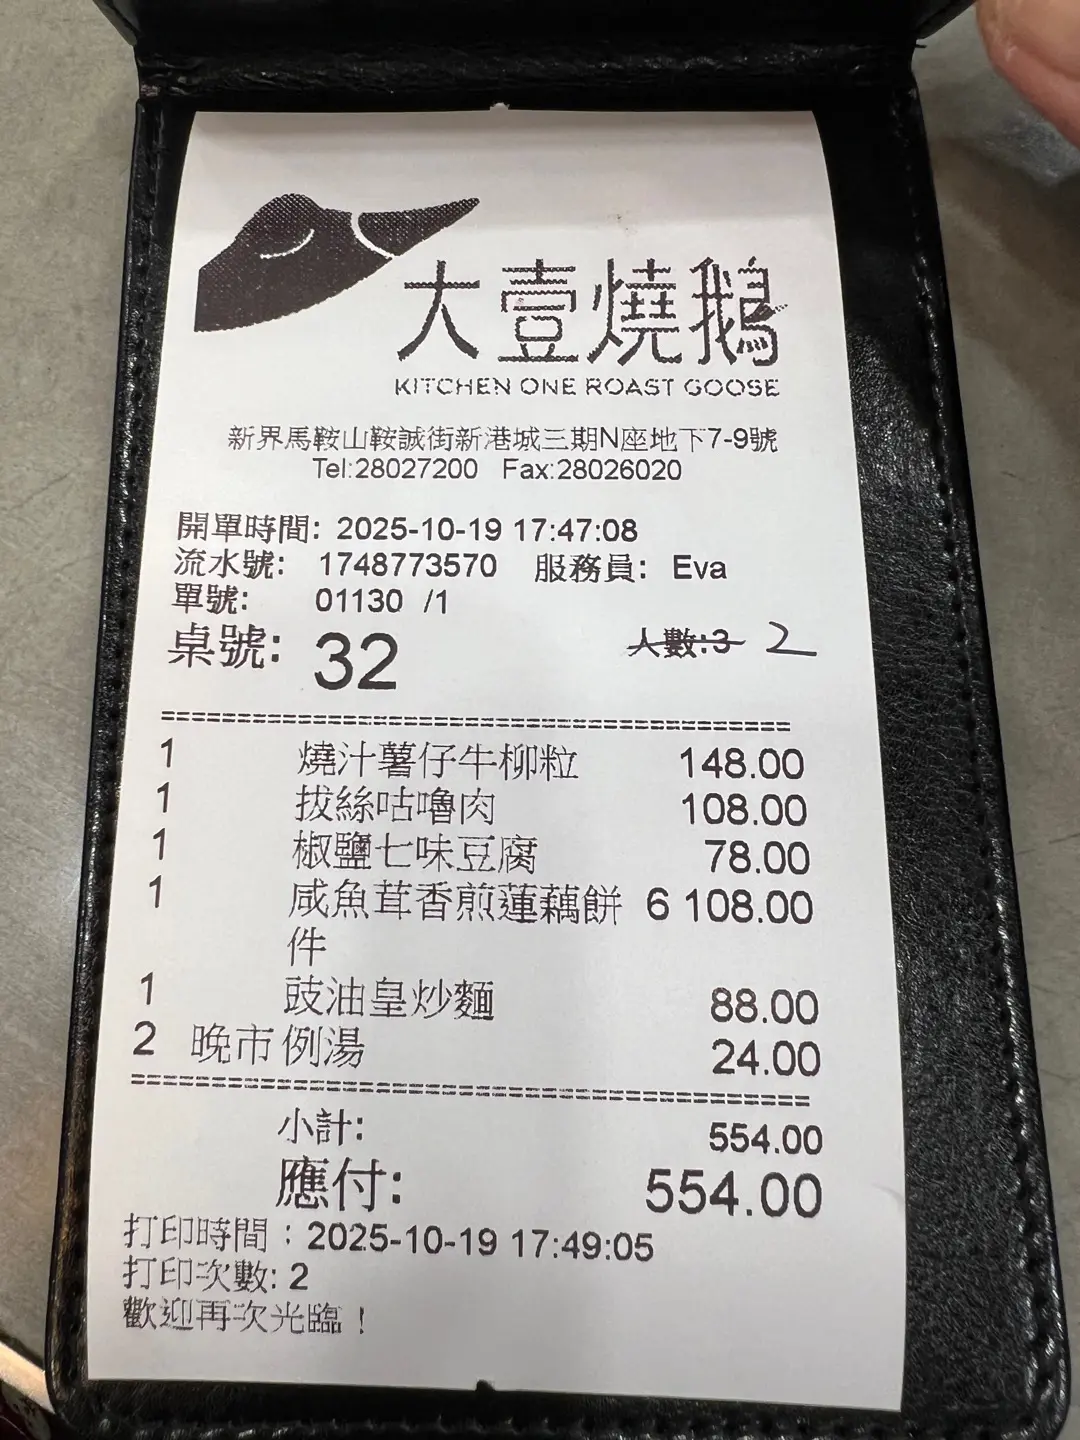 大壹燒鵝
KITCHEN ONE ROAST GOOSE
新界馬鞍山鞍誠街新港城三期N座地下7-9號
Tel:28027200 Fax:28026020
開單時間: 2025-10-19 17:47:08
流水號: 1748773570 服務員: Eva
單號: 01130 /1
桌號: 32 人數:3 2
1 燒汁薯仔牛柳粒 148.00
1 拔絲咕嚕肉 108.00
1 椒鹽七味豆腐 78.00
1 咸魚茸香煎蓮藕餅 6 108.00
件
1 豉油皇炒麵 88.00
2 晚市例湯 24.00
小計: 554.00
應付: 554.00
打印時間：2025-10-19 17:49:05
打印次數: 2
歡迎再次光臨！